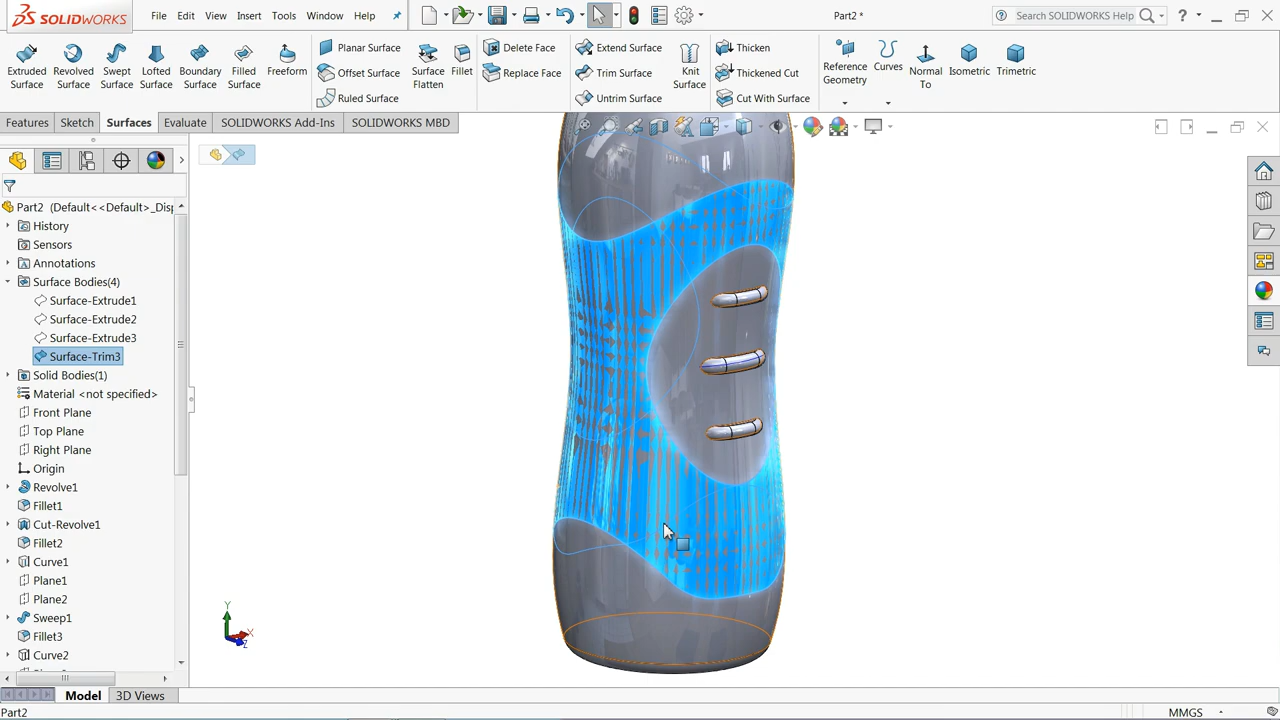 SOLIDWORKS File Edit View Insert Tools Window Help Part2 * Search SOLIDWORKS Help ?
Extruded Surface
Revolved Surface
Swept Surface
Lofted Surface
Boundary Surface
Filled Surface
Freeform
Planar Surface
Offset Surface
Ruled Surface
Surface Flatten
Fillet
Delete Face
Replace Face
Extend Surface
Trim Surface
Untrim Surface
Knit Surface
Thicken
Thickened Cut
Cut With Surface
Reference Geometry
Curves
Normal To
Isometric
Trimetric
Features Sketch Surfaces Evaluate SOLIDWORKS Add-Ins SOLIDWORKS MBD
Part2 (Default<<Default>_Disp
History
Sensors
Annotations
Surface Bodies(4)
Surface-Extrude1
Surface-Extrude2
Surface-Extrude3
Surface-Trim3
Solid Bodies(1)
Material <not specified>
Front Plane
Top Plane
Right Plane
Origin
Revolve1
Fillet1
Cut-Revolve1
Fillet2
Curve1
Plane1
Plane2
Sweep1
Fillet3
Curve2
Y
X
Z
Model 3D Views
Part2 MMGS